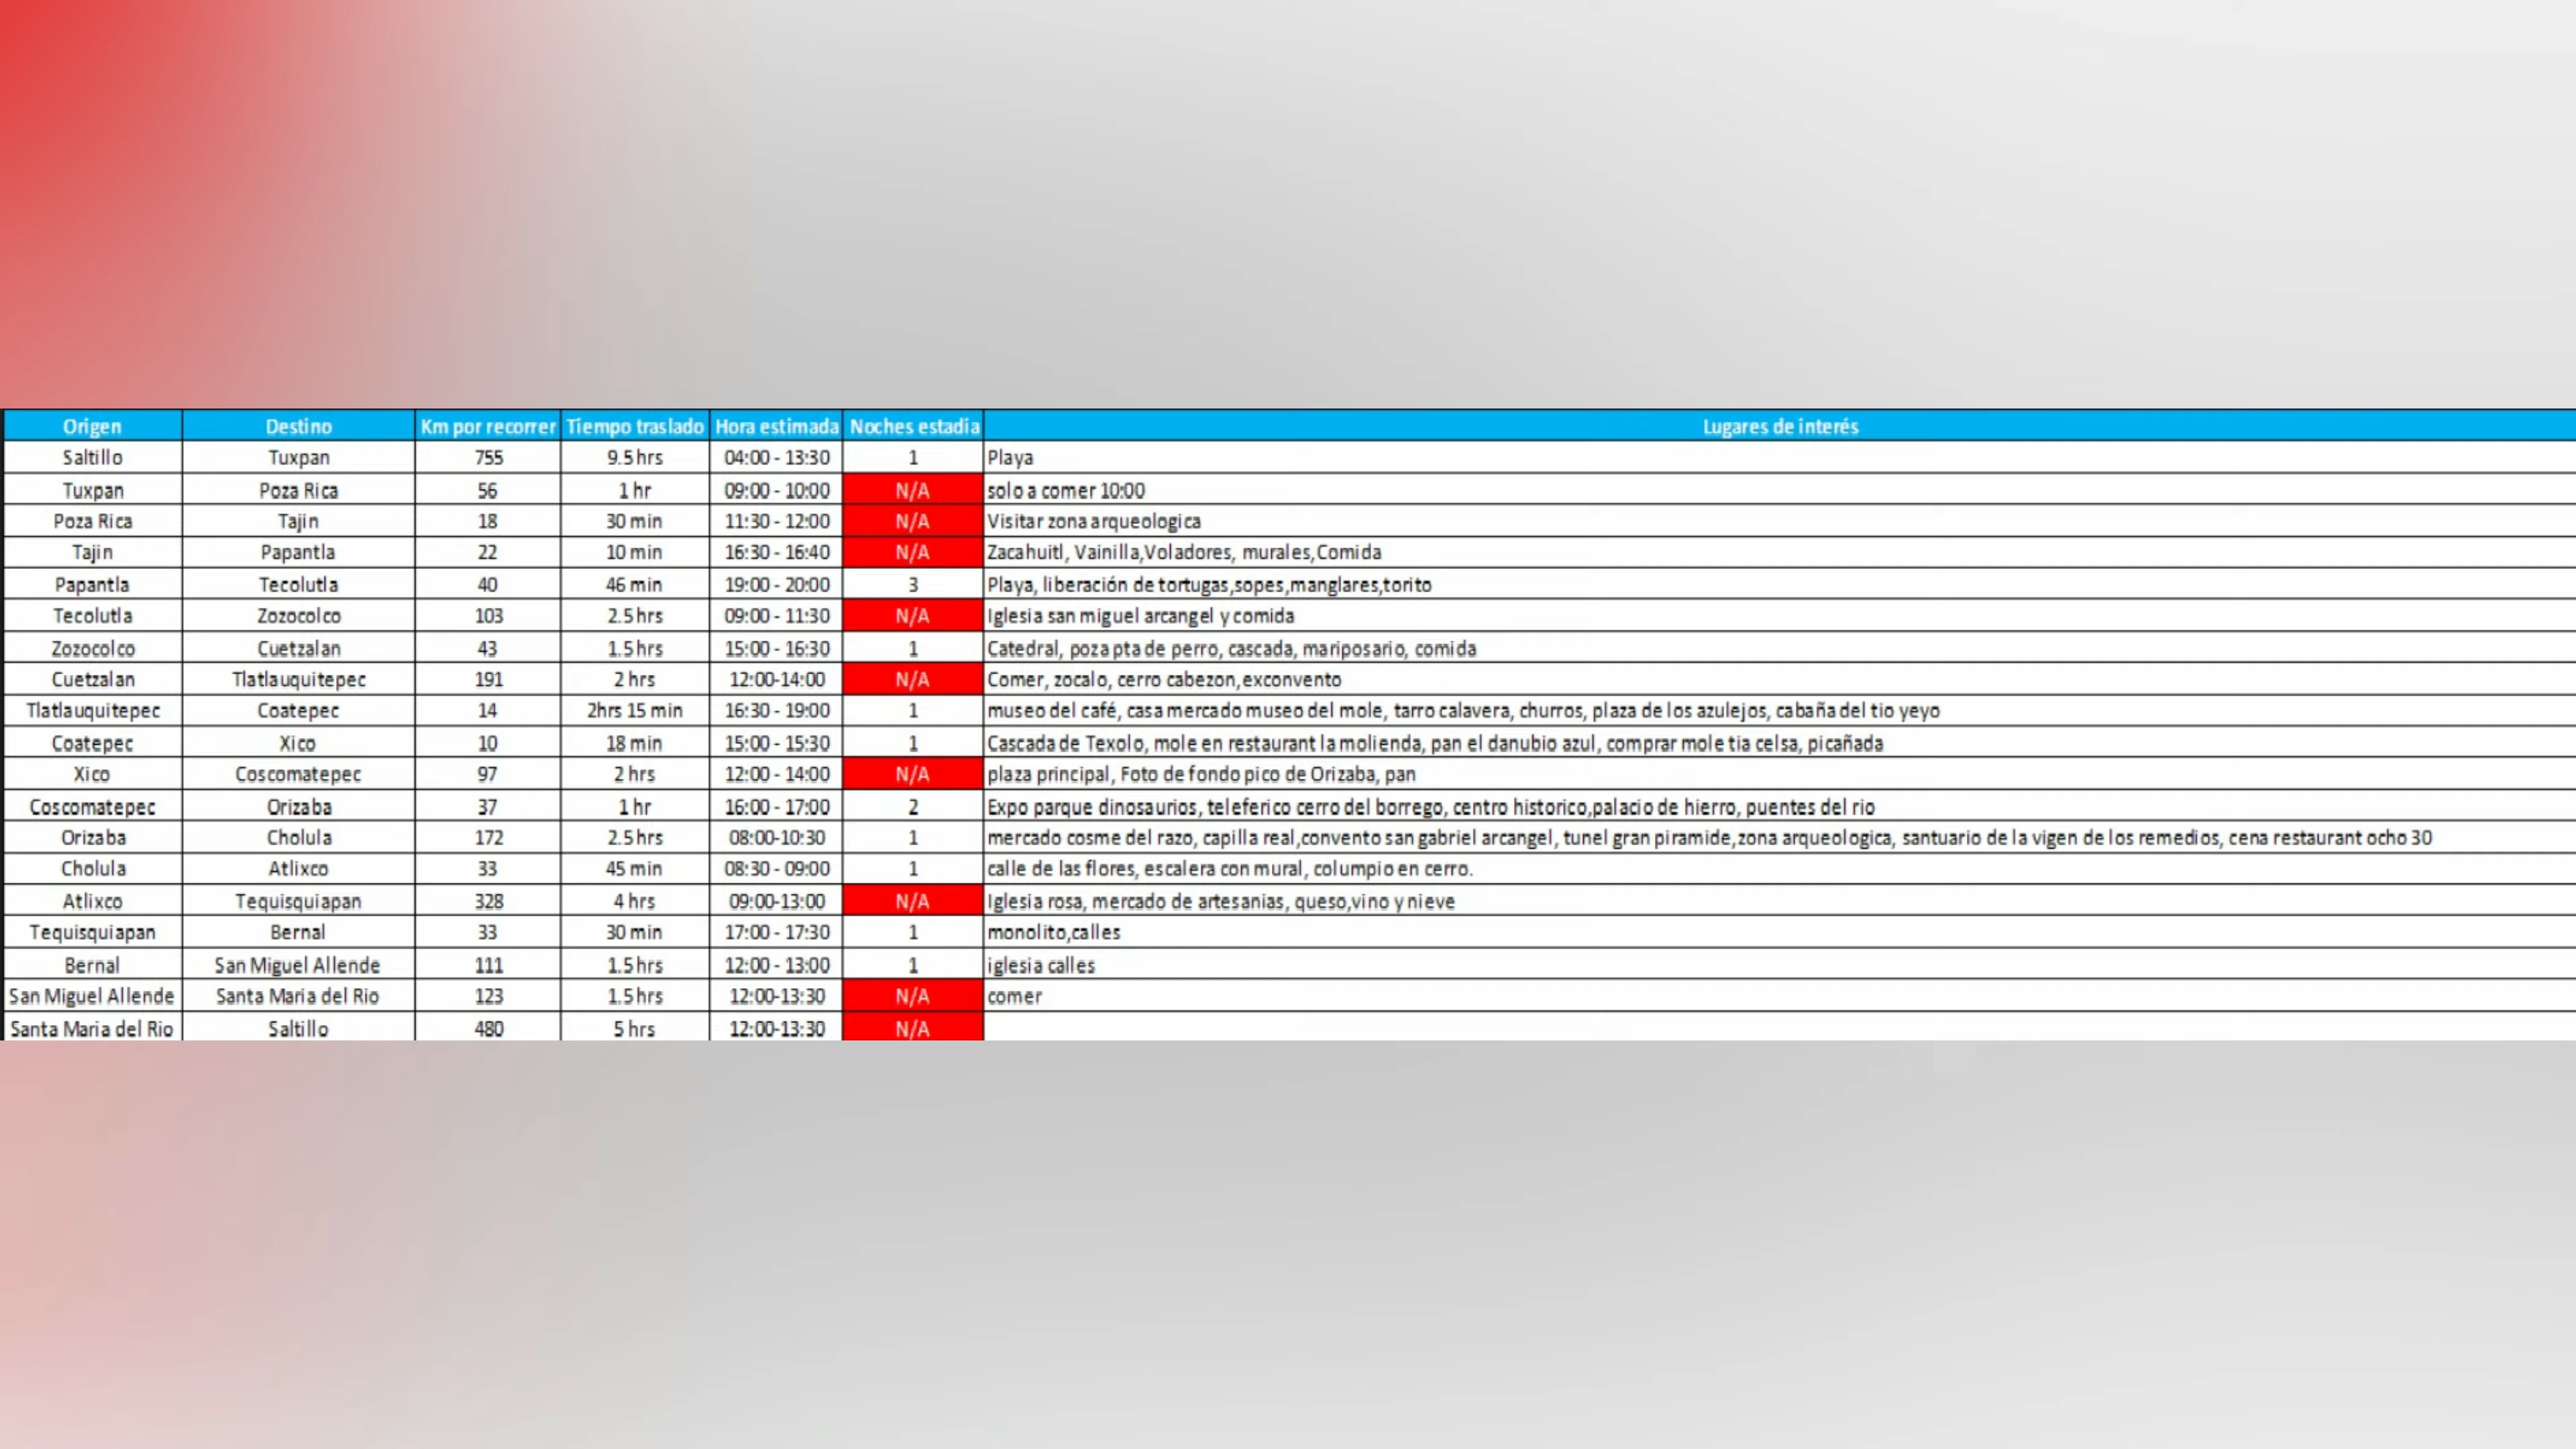 Origen Destino Km por recorrer Tiempo traslado Hora estimada Noches estadia Lugares de interés
Saltillo Tuxpan 755 9.5 hrs 04:00 - 13:30 1 Playa
Tuxpan Poza Rica 56 1 hr 09:00 - 10:00 N/A solo a comer 10:00
Poza Rica Tajin 18 30 min 11:30 - 12:00 N/A Visitar zona arqueologica
Tajin Papantla 22 10 min 16:30 - 16:40 N/A Zacahuitl, Vainilla,Voladores, murales,Comida
Papantla Tecolutla 40 46 min 19:00 - 20:00 3 Playa, liberación de tortugas,sopes,manglares,torito
Tecolutla Zozocolco 103 2.5 hrs 09:00 - 11:30 N/A Iglesia san miguel arcangel y comida
Zozocolco Cuetzalan 43 1.5 hrs 15:00 - 16:30 1 Catedral, poza pta de perro, cascada, mariposario, comida
Cuetzalan Tlatlauquitepec 191 2 hrs 12:00-14:00 N/A Comer, zocalo, cerro cabezon,exconvento
Tlatlauquitepec Coatepec 14 2hrs 15 min 16:30 - 19:00 1 museo del café, casa mercado museo del mole, tarro calavera, churros, plaza de los azulejos, cabaña del tio yeyo
Coatepec Xico 10 18 min 15:00 - 15:30 1 Cascada de Texolo, mole en restaurant la molienda, pan el danubio azul, comprar mole tia celsa, picañada
Xico Coscomatepec 97 2 hrs 12:00 - 14:00 N/A plaza principal, Foto de fondo pico de Orizaba, pan
Coscomatepec Orizaba 37 1 hr 16:00 - 17:00 2 Expo parque dinosaurios, teleferico cerro del borrego, centro historico,palacio de hierro, puentes del rio
Orizaba Cholula 172 2.5 hrs 08:00-10:30 1 mercado cosme del razo, capilla real,convento san gabriel arcangel, tunel gran piramide,zona arqueologica, santuario de la vigen de los remedios, cena restaurant ocho 30
Cholula Atlixco 33 45 min 08:30 - 09:00 1 calle de las flores, escalera con mural, columpio en cerro.
Atlixco Tequisquiapan 328 4 hrs 09:00-13:00 N/A Iglesia rosa, mercado de artesanias, queso,vino y nieve
Tequisquiapan Bernal 33 30 min 17:00 - 17:30 1 monolito,calles
Bernal San Miguel Allende 111 1.5 hrs 12:00 - 13:00 1 iglesia calles
San Miguel Allende Santa Maria del Rio 123 1.5 hrs 12:00-13:30 N/A comer
Santa Maria del Rio Saltillo 480 5 hrs 12:00-13:30 N/A